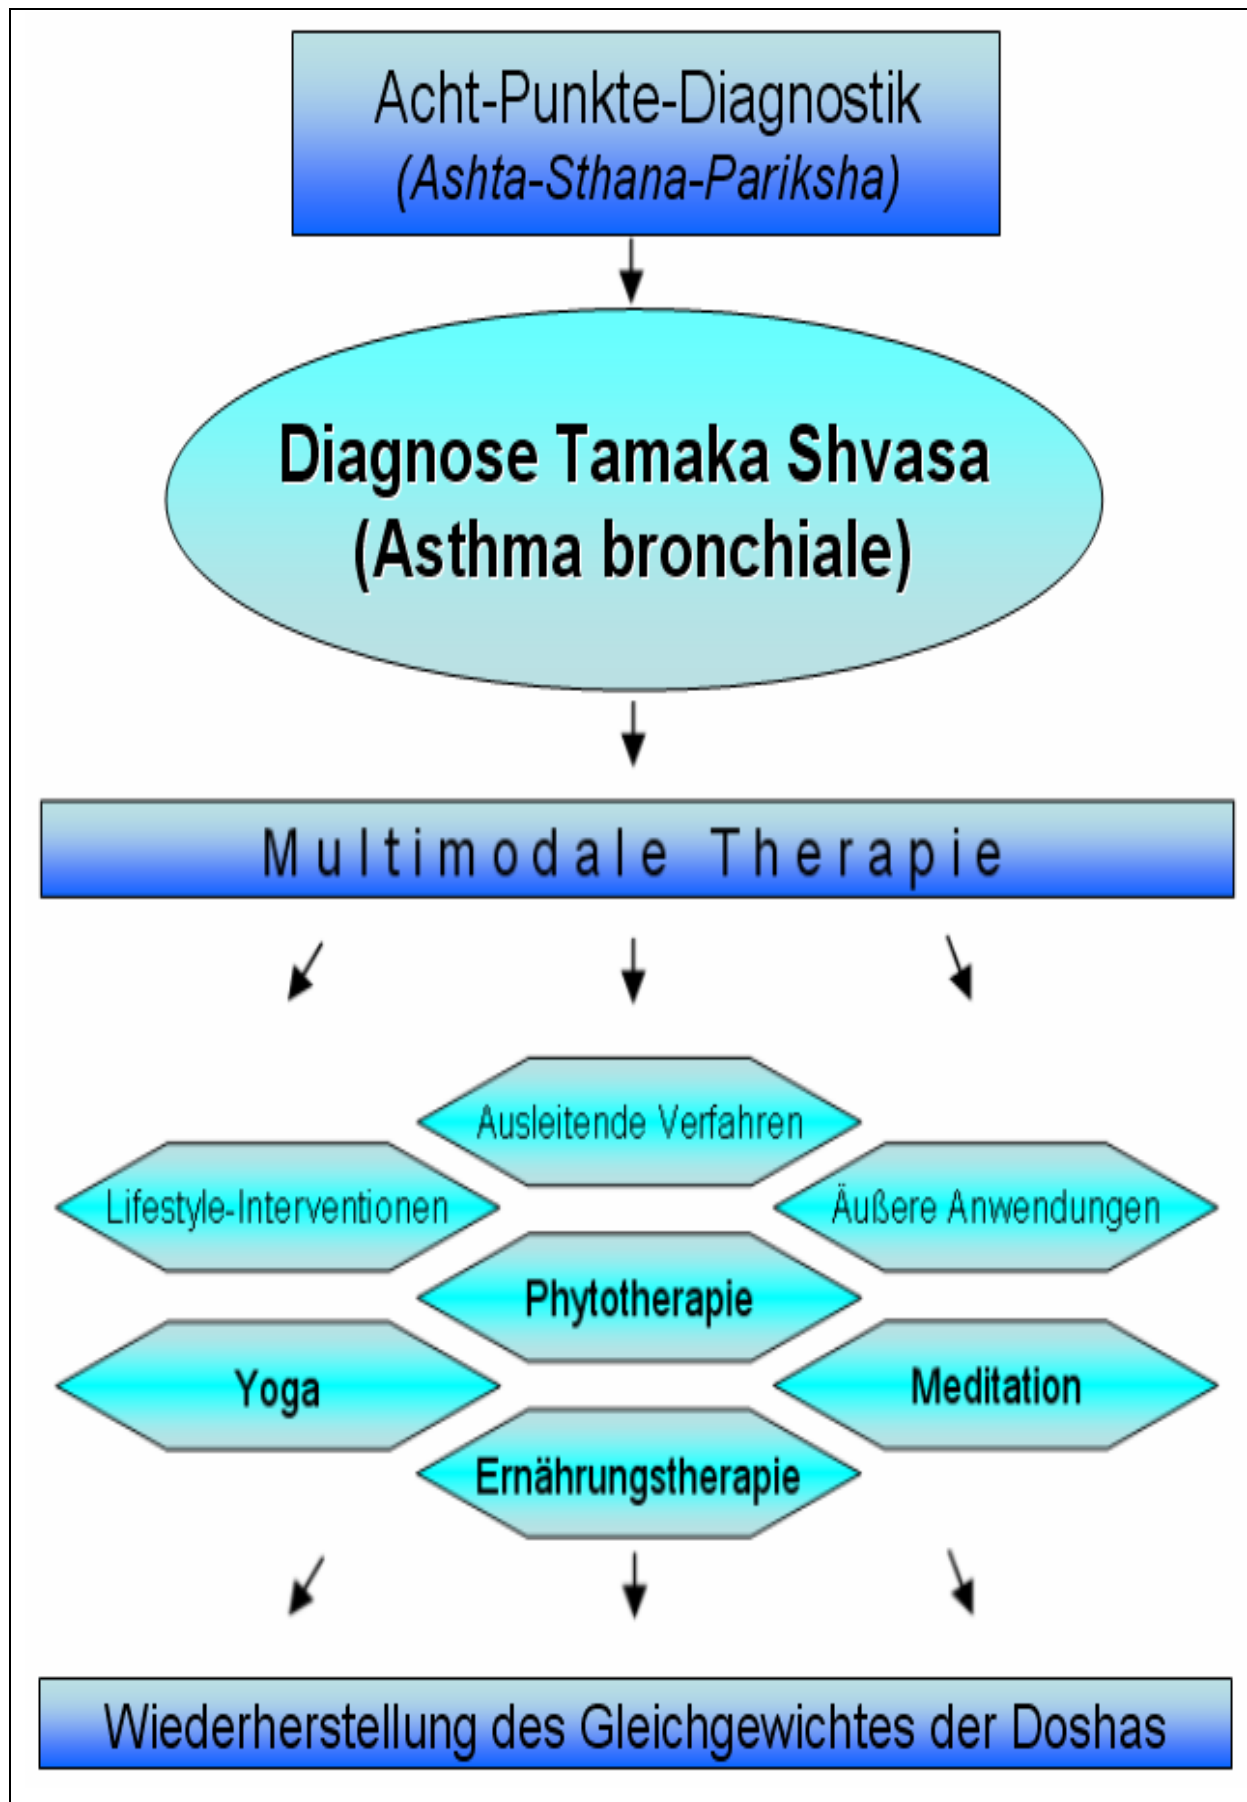 Acht-Punkte-Diagnostik
(Ashta-Sthana-Pariksha)
Diagnose Tamaka Shvasa
(Asthma bronchiale)
Multimodale Therapie
Ausleitende Verfahren
Lifestyle-Interventionen
Äußere Anwendungen
Phytotherapie
Yoga
Meditation
Ernährungstherapie
Wiederherstellung des Gleichgewichtes der Doshas